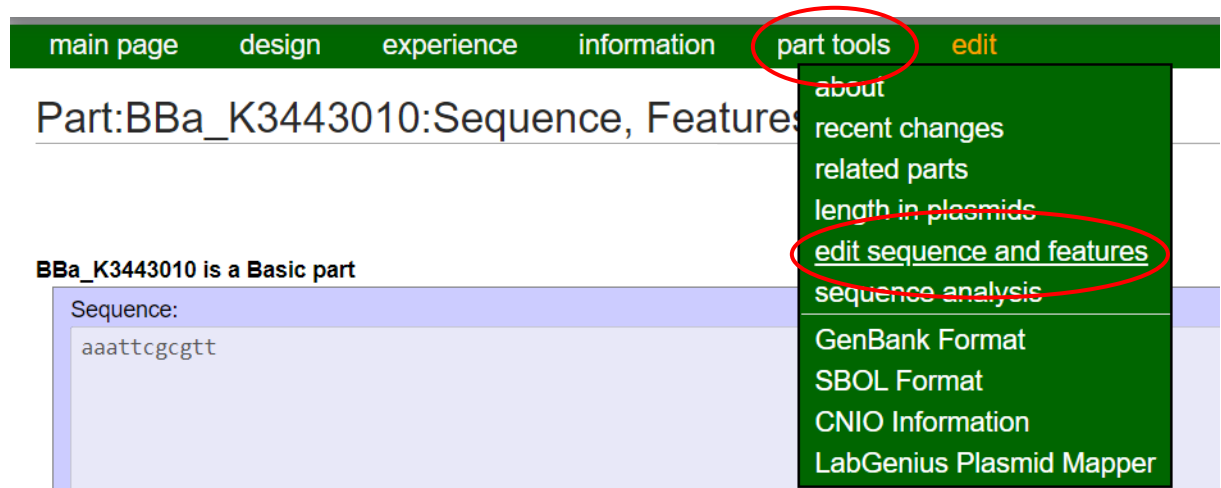 main page design experience information part tools edit
Part:BBa_K3443010:Sequence, Features
about
recent changes
related parts
length in plasmids
edit sequence and features
sequence analysis
GenBank Format
SBOL Format
CNIO Information
LabGenius Plasmid Mapper
BBa_K3443010 is a Basic part
Sequence:
aaattcgcgtt